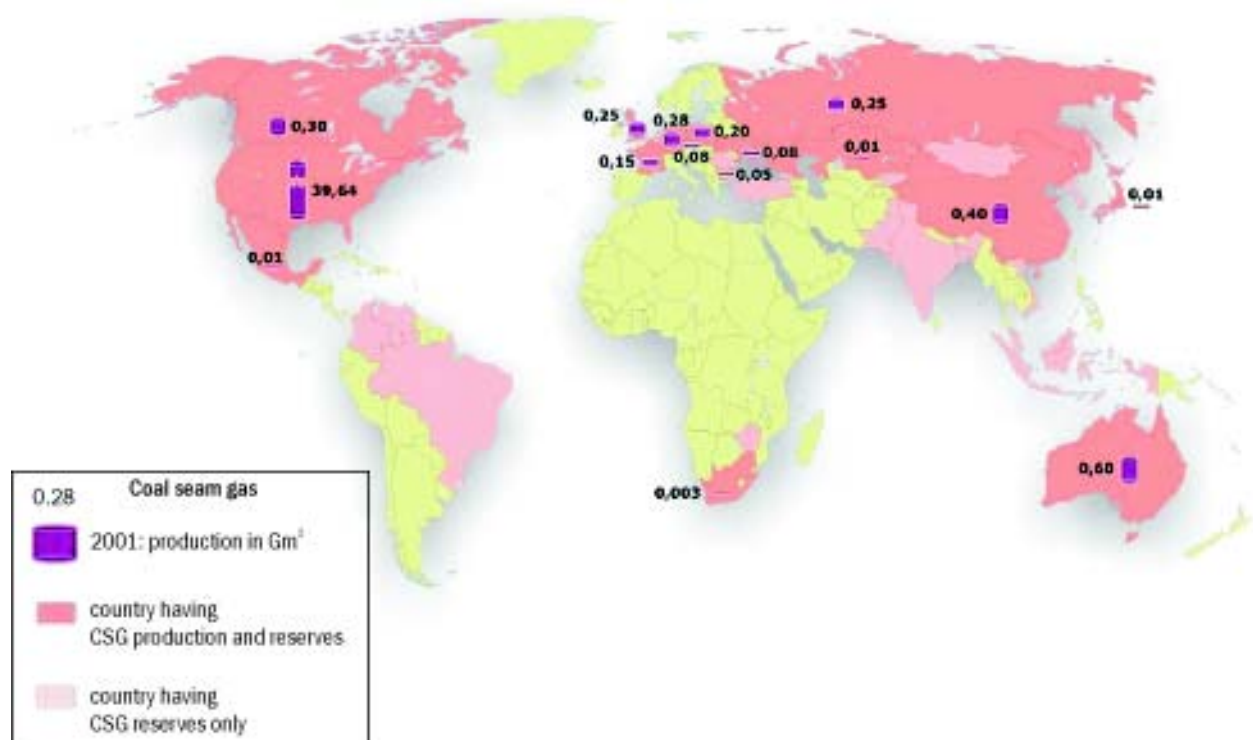 0,25
0,25
0,28
0,30
0,20
0,08
0,01
0,15
0,08
0,05
39,64
0,01
0,40
0,01
0,60
0,003
0.28
Coal seam gas
2001: production in Gm³
country having
CSG production and reserves
country having
CSG reserves only